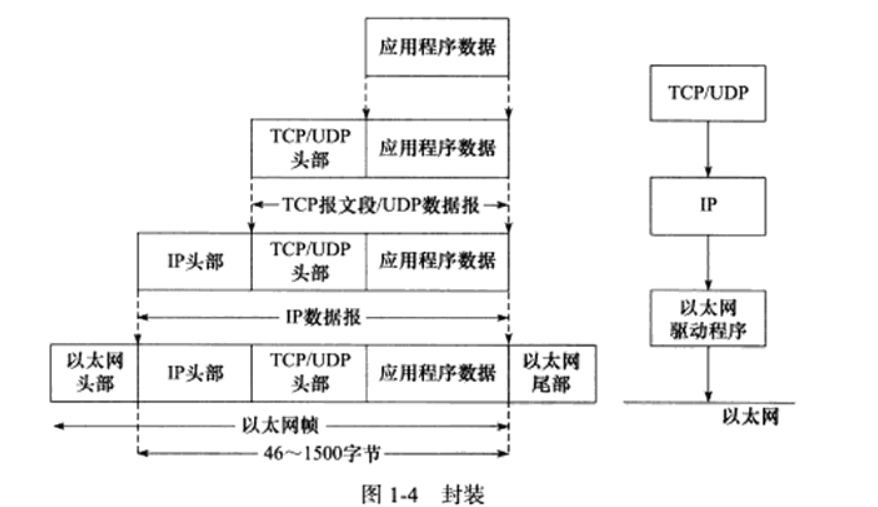 应用程序数据
TCP/UDP
头部
应用程序数据
TCP报文段/UDP数据报
IP头部
TCP/UDP
头部
应用程序数据
IP数据报
以太网
头部
IP头部
TCP/UDP
头部
应用程序数据
以太网
尾部
以太网帧
46～1500字节
TCP/UDP
IP
以太网
驱动程序
以太网
图 1-4 封装